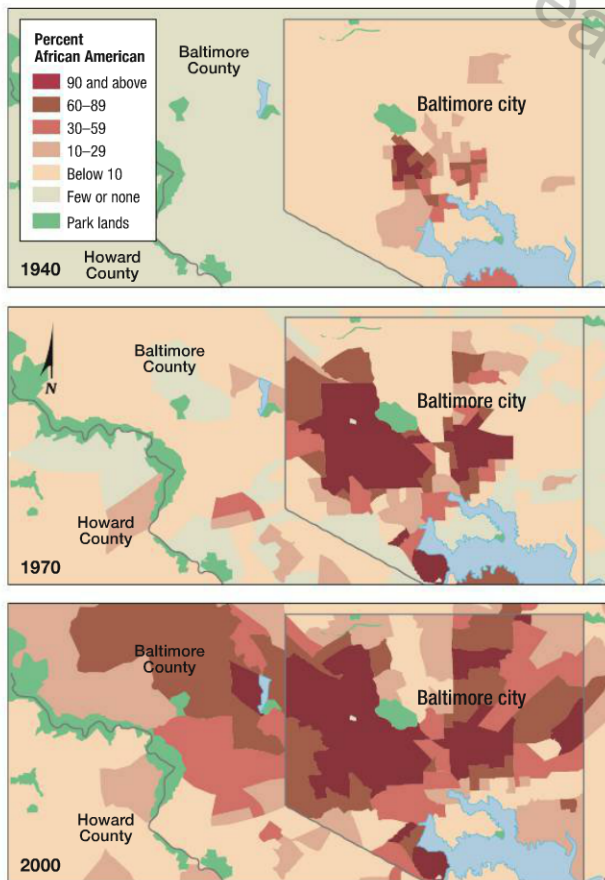 Percent
African American
90 and above
60–89
30–59
10–29
Below 10
Few or none
Park lands
Baltimore
County
Baltimore city
Howard
County
1940
Baltimore
County
N
Baltimore city
Howard
County
1970
Baltimore
County
Baltimore city
Howard
County
2000